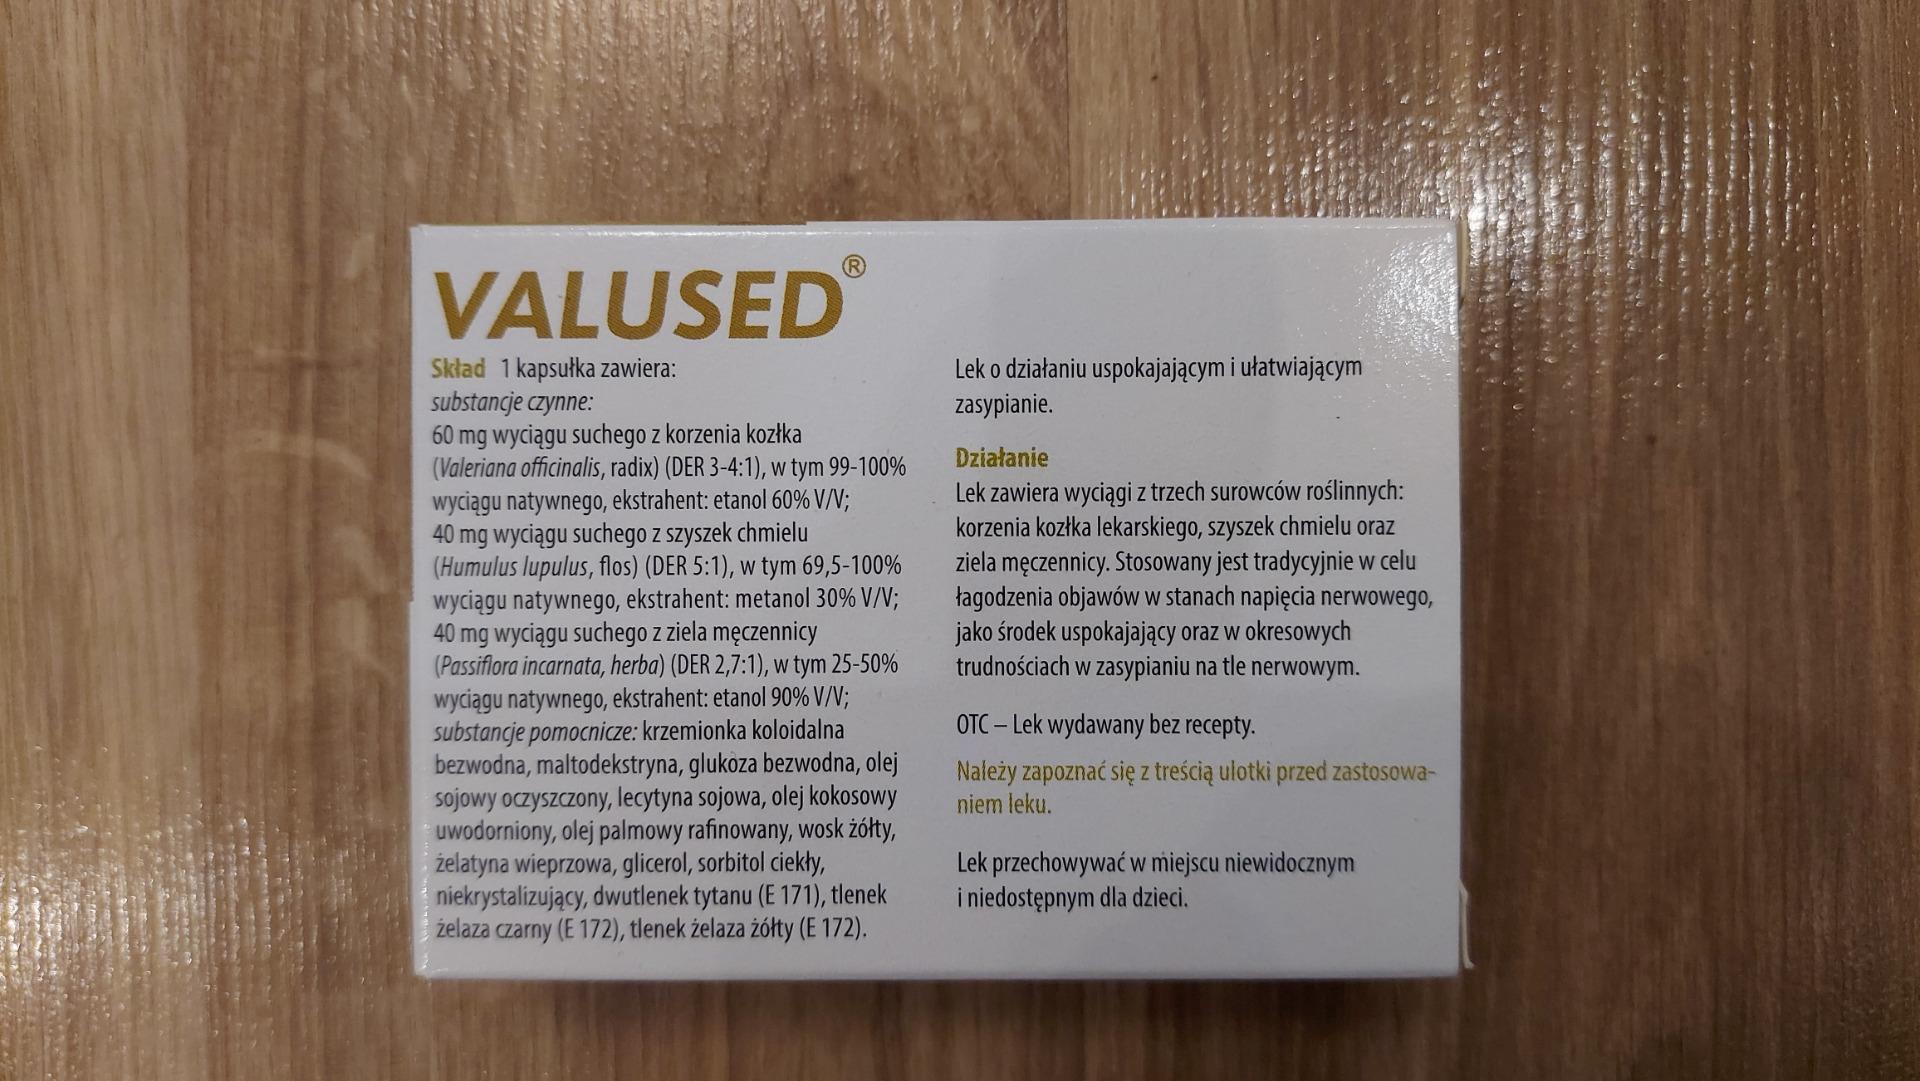 VALUSED®
Skład 1 kapsułka zawiera:
substancje czynne:
60 mg wyciągu suchego z korzenia kozłka
(Valeriana officinalis, radix) (DER 3-4:1), w tym 99-100%
wyciągu natywnego, ekstrahent: etanol 60% V/V;
40 mg wyciągu suchego z szyszek chmielu
(Humulus lupulus, flos) (DER 5:1), w tym 69,5-100%
wyciągu natywnego, ekstrahent: metanol 30% V/V;
40 mg wyciągu suchego z ziela męczennicy
(Passiflora incarnata, herba) (DER 2,7:1), w tym 25-50%
wyciągu natywnego, ekstrahent: etanol 90% V/V;
substancje pomocnicze: krzemionka koloidalna
bezwodna, maltodekstryna, glukoza bezwodna, olej
sojowy oczyszczony, lecytyna sojowa, olej kokosowy
uwodorniony, olej palmowy rafinowany, wosk żółty,
żelatyna wieprzowa, glicerol, sorbitol ciekły,
niekrystalizujący, dwutlenek tytanu (E 171), tlenek
żelaza czarny (E 172), tlenek żelaza żółty (E 172).
Lek o działaniu uspokajającym i ułatwiającym
zasypianie.
Działanie
Lek zawiera wyciągi z trzech surowców roślinnych:
korzenia kozłka lekarskiego, szyszek chmielu oraz
ziela męczennicy. Stosowany jest tradycyjnie w celu
łagodzenia objawów w stanach napięcia nerwowego,
jako środek uspokajający oraz w okresowych
trudnościach w zasypianiu na tle nerwowym.
OTC – Lek wydawany bez recepty.
Należy zapoznać się z treścią ulotki przed zastosowa-
niem leku.
Lek przechowywać w miejscu niewidocznym
i niedostępnym dla dzieci.